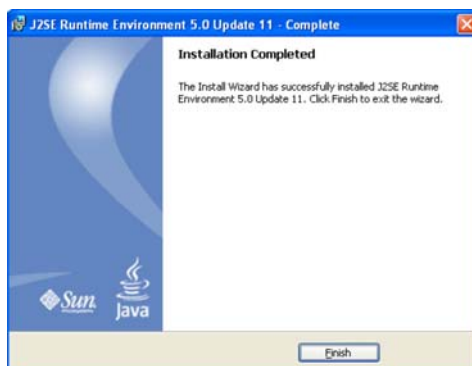 J2SE Runtime Environment 5.0 Update 11 - Complete
Installation Completed
The Install Wizard has successfully installed J2SE Runtime
Environment 5.0 Update 11. Click Finish to exit the wizard.
Sun
Java
Finish